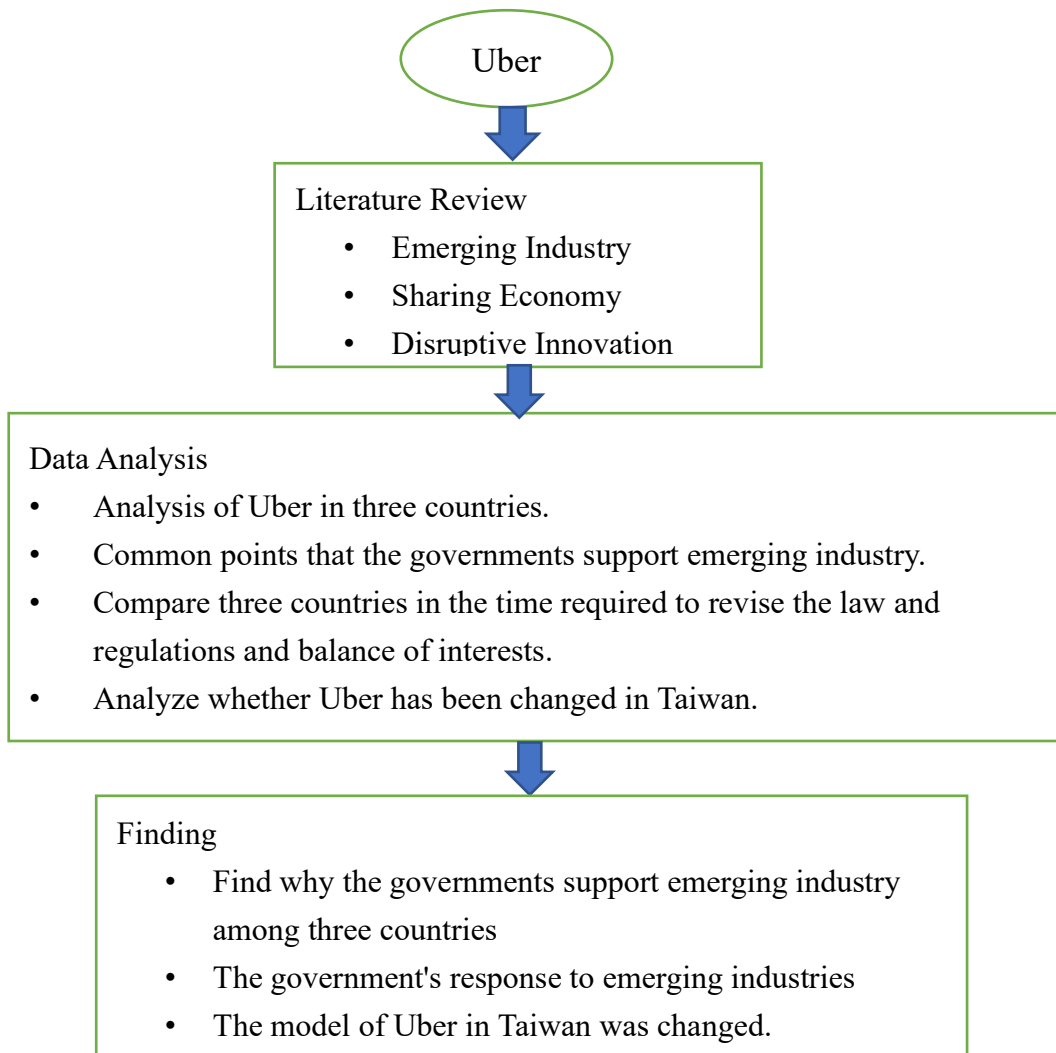 Uber
Literature Review
• Emerging Industry
• Sharing Economy
• Disruptive Innovation
Data Analysis
• Analysis of Uber in three countries.
• Common points that the governments support emerging industry.
• Compare three countries in the time required to revise the law and
regulations and balance of interests.
• Analyze whether Uber has been changed in Taiwan.
Finding
• Find why the governments support emerging industry
among three countries
• The government's response to emerging industries
• The model of Uber in Taiwan was changed.